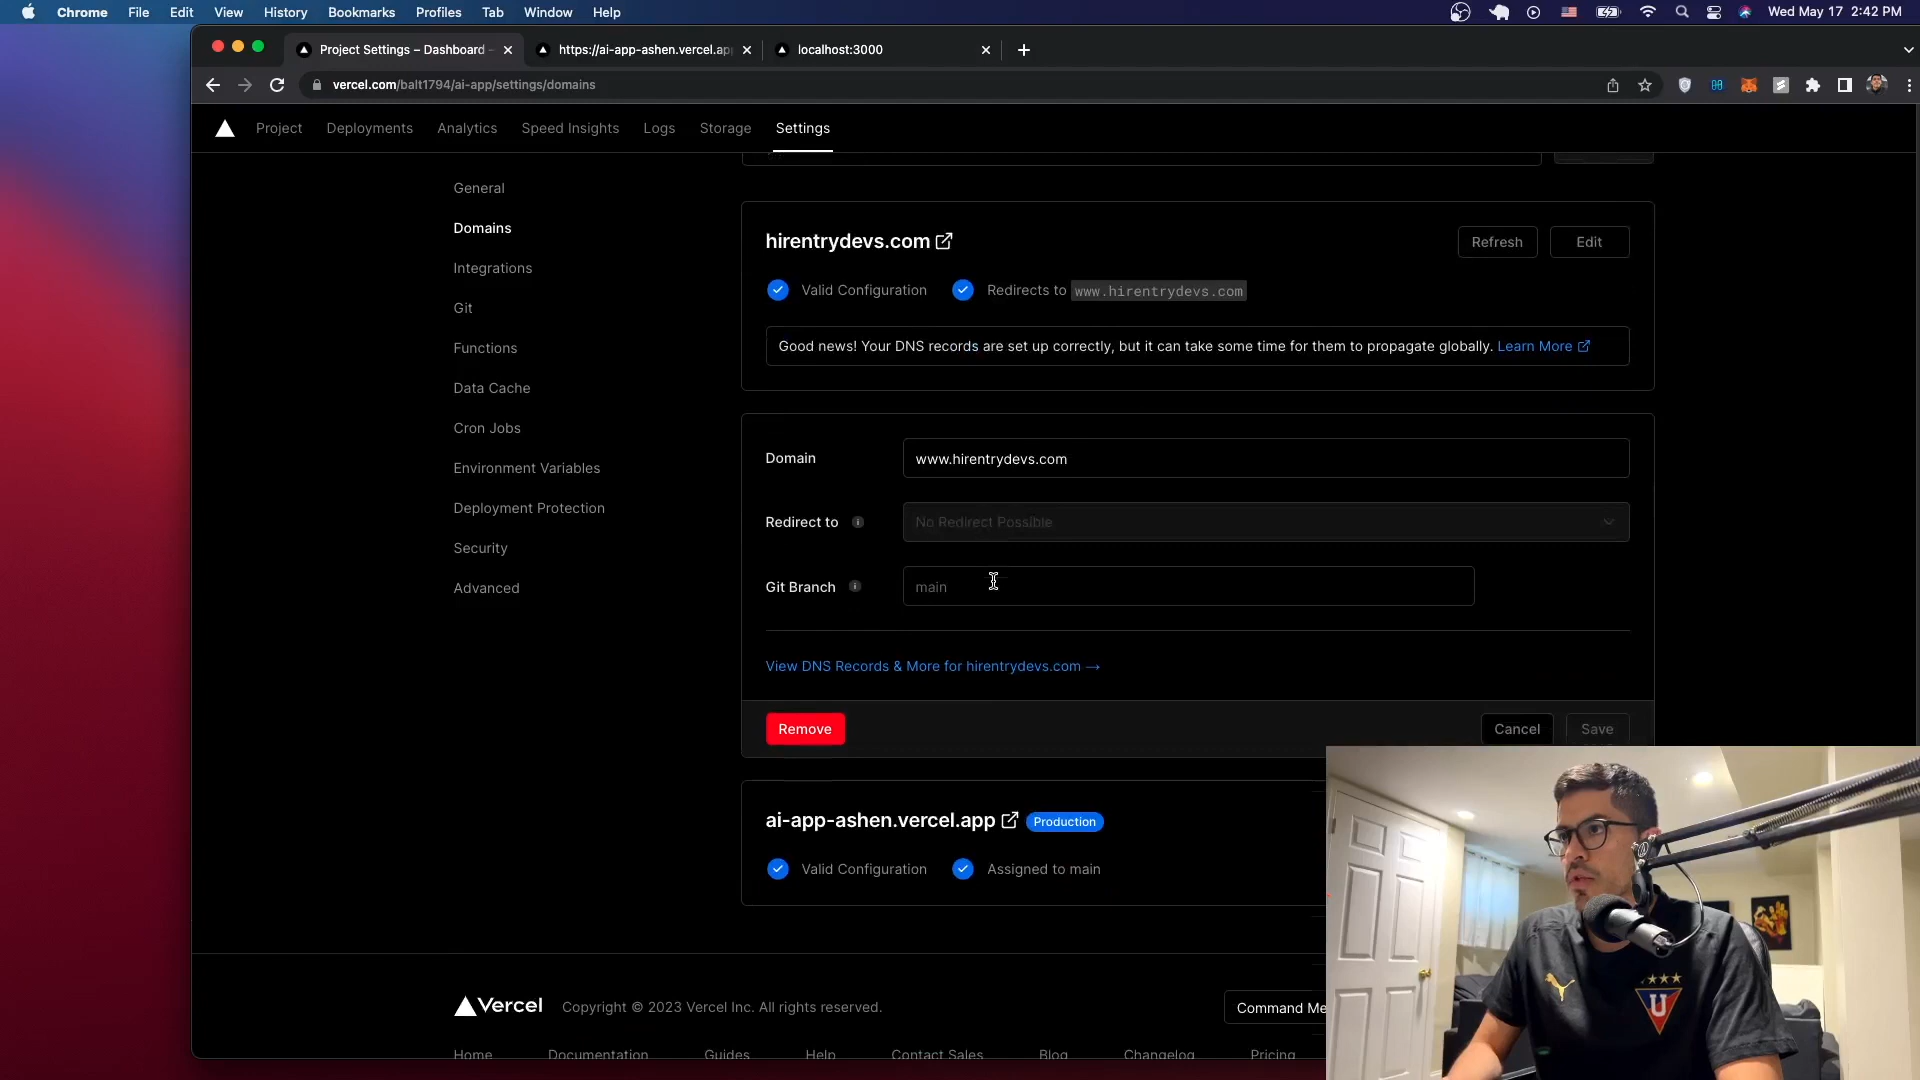 Chrome File Edit View History Bookmarks Profiles Tab Window Help Wed May 17 2:42 PM
Project Settings – Dashboard - https://ai-app-ashen.vercel.app localhost:3000
vercel.com/balt1794/ai-app/settings/domains
Project Deployments Analytics Speed Insights Logs Storage Settings
General
Domains
Integrations
Git
Functions
Data Cache
Cron Jobs
Environment Variables
Deployment Protection
Security
Advanced
hirentrydevs.com
Refresh Edit
Valid Configuration Redirects to www.hirentrydevs.com
Good news! Your DNS records are set up correctly, but it can take some time for them to propagate globally. Learn More
Domain www.hirentrydevs.com
Redirect to No Redirect Possible
Git Branch main
View DNS Records & More for hirentrydevs.com →
Remove Cancel Save
ai-app-ashen.vercel.app Production
Valid Configuration Assigned to main
Vercel Copyright © 2023 Vercel Inc. All rights reserved. Command Me
Home Documentation Guides Help Contact Sales Blog Changelog Pricing
U